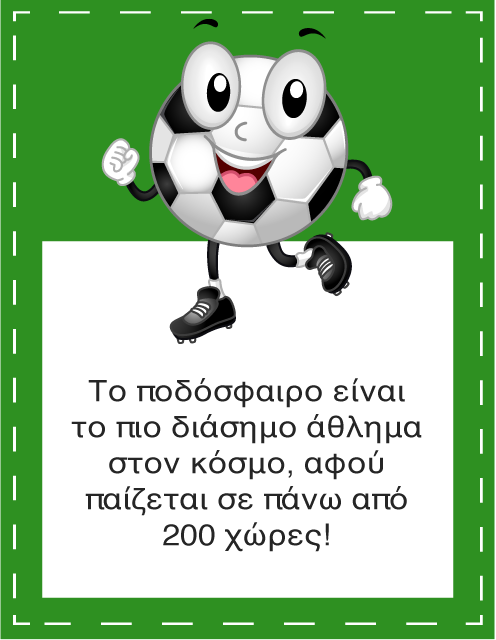 Το ποδόσφαιρο είναι
το πιο διάσημο άθλημα
στον κόσμο, αφού
παίζεται σε πάνω από
200 χώρες!